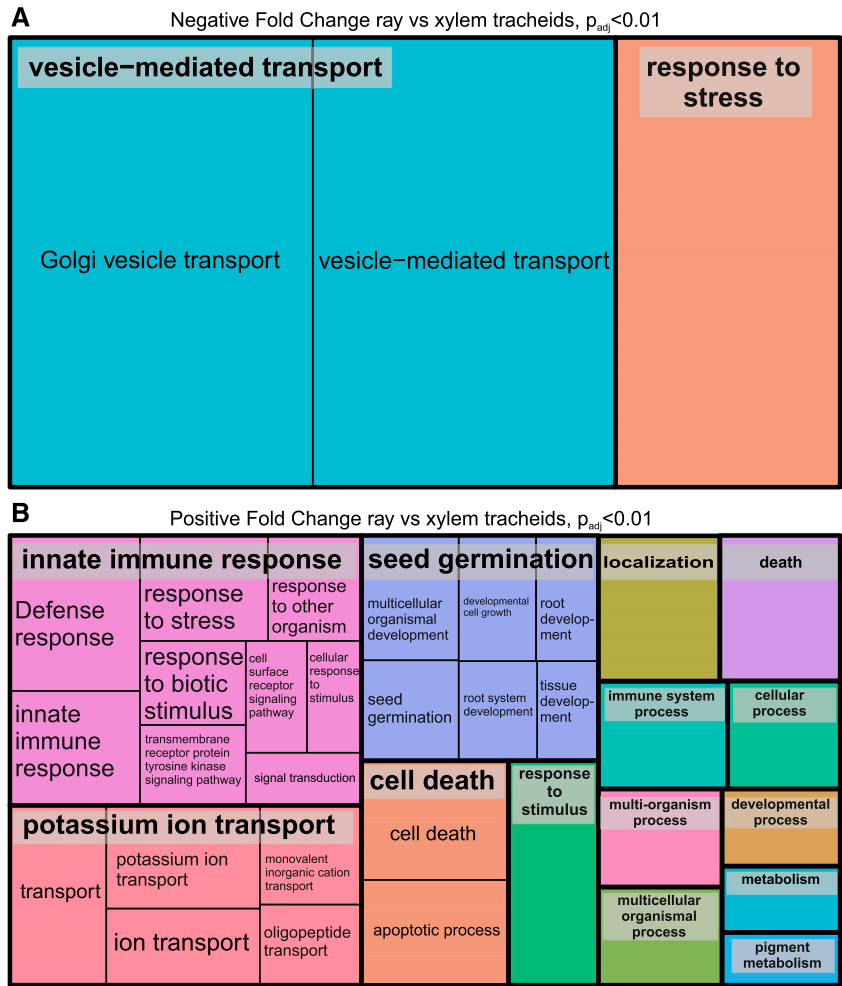 A
Negative Fold Change ray vs xylem tracheids, padj<0.01
vesicle−mediated transport
response to
stress
Golgi vesicle transport
vesicle−mediated transport
B
Positive Fold Change ray vs xylem tracheids, padj<0.01
innate immune response
Defense
response
response
to stress
response
to other
organism
innate
immune
response
response
to biotic
stimulus
cell
surface
receptor
signaling
pathway
cellular
response
to
stimulus
transmembrane
receptor protein
tyrosine kinase
signaling pathway
signal transduction
potassium ion transport
transport
potassium ion
transport
monovalent
inorganic cation
transport
ion transport
oligopeptide
transport
seed germination
multicellular
organismal
development
developmental
cell growth
root
develop-
ment
seed
germination
root system
development
tissue
develop-
ment
cell death
cell death
apoptotic process
response
to
stimulus
localization
death
immune system
process
cellular
process
multi-organism
process
developmental
process
metabolism
multicellular
organismal
process
pigment
metabolism